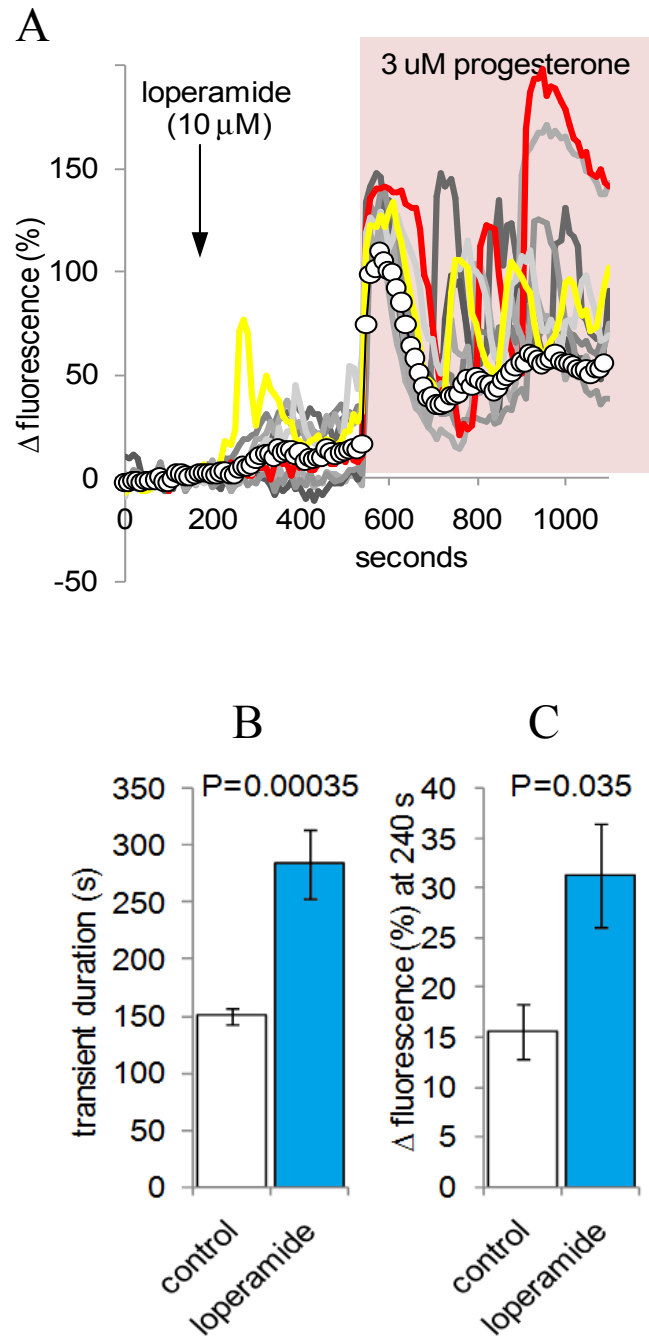 A
3 uM progesterone
loperamide
(10 μM)
Δ fluorescence (%)
150
100
50
0
-50
0 200 400 600 800 1000
seconds
B
P=0.00035
transient duration (s)
350
300
250
200
150
100
50
0
control
loperamide
C
P=0.035
Δ fluorescence (%) at 240 s
40
35
30
25
20
15
10
5
0
control
loperamide